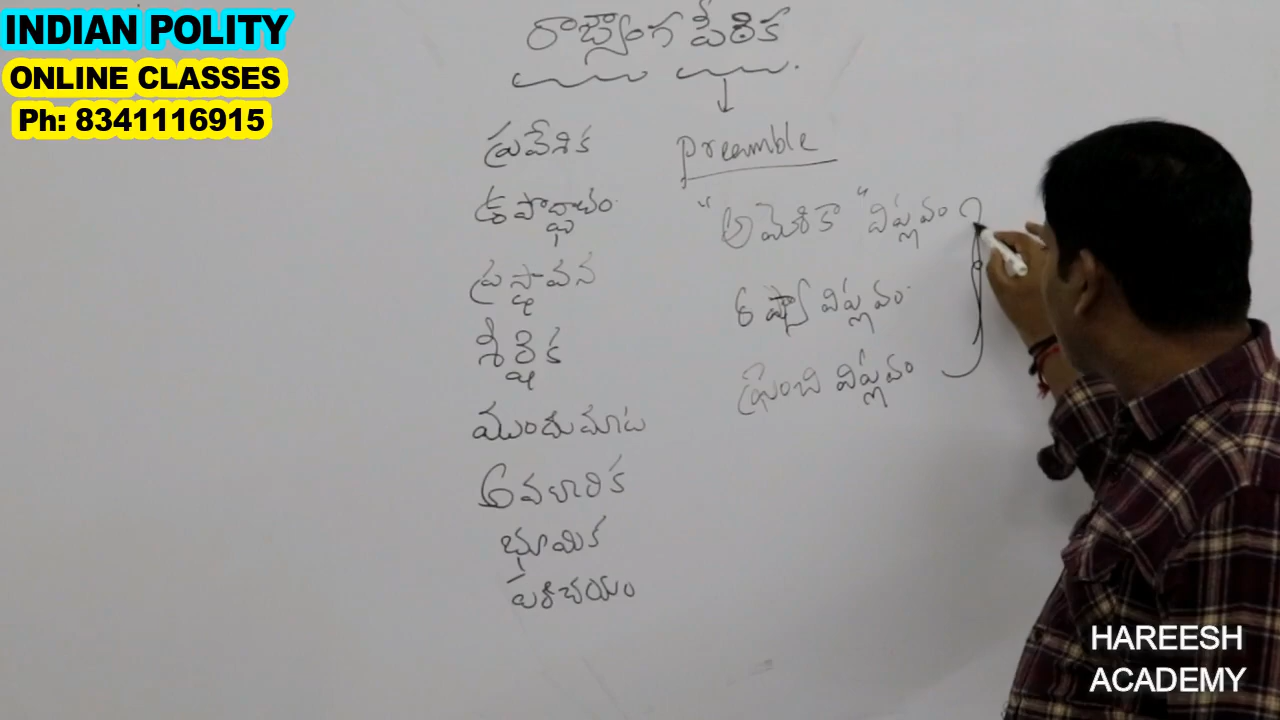 INDIAN POLITY
ONLINE CLASSES
Ph: 8341116915
రాజ్యాంగ పీఠిక
ప్రవేశిక
Preamble
ఉపోద్ఘాతం
"అమెరికా" విప్లవం
ప్రస్తావన
రష్యా విప్లవం
శీర్షిక
ఫ్రెంచి విప్లవం
ముందుమాట
అవతారిక
భూమిక
పరిచయం
HAREESH
ACADEMY